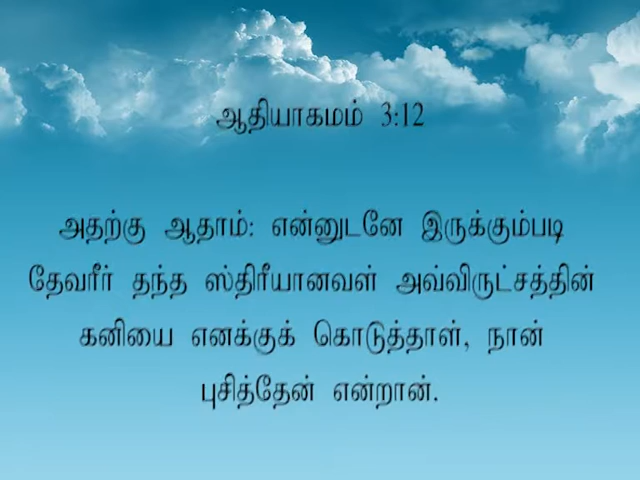 ஆதியாகமம் 3:12
அதற்கு ஆதாம்: என்னுடனே இருக்கும்படி
தேவரீர் தந்த ஸ்திரீயானவள் அவ்விருட்சத்தின்
கனியை எனக்குக் கொடுத்தாள், நான்
புசித்தேன் என்றான்.